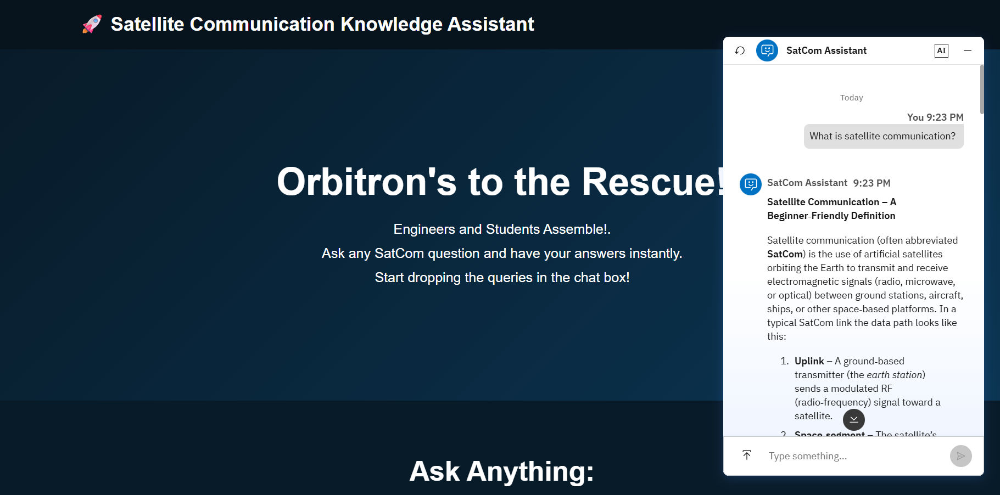 Satellite Communication Knowledge Assistant
Orbitron's to the Rescue!
Engineers and Students Assemble!.
Ask any SatCom question and have your answers instantly.
Start dropping the queries in the chat box!
Ask Anything:
SatCom Assistant
AI
Today
You 9:23 PM
What is satellite communication?
SatCom Assistant 9:23 PM
Satellite Communication – A
Beginner-Friendly Definition
Satellite communication (often abbreviated
SatCom) is the use of artificial satellites
orbiting the Earth to transmit and receive
electromagnetic signals (radio, microwave,
or optical) between ground stations, aircraft,
ships, or other space-based platforms. In a
typical SatCom link the data path looks like
this:
1. Uplink – A ground-based
transmitter (the earth station)
sends a modulated RF
(radio-frequency) signal toward a
satellite.
2. Space segment – The satellite’s
Type something...